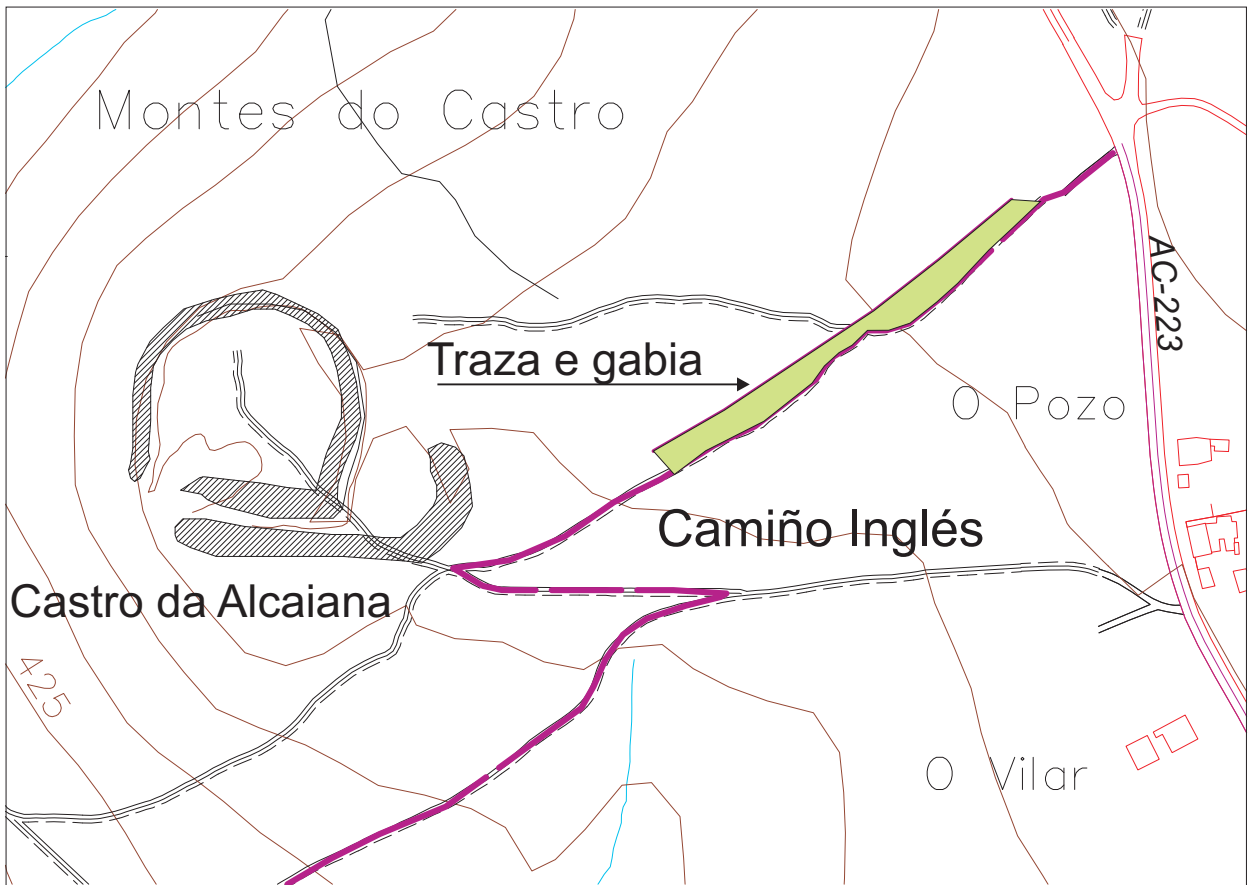 Montes do Castro
AC-223
Traza e gabia
O Pozo
Camiño Inglés
Castro da Alcaiana
425
O Vilar